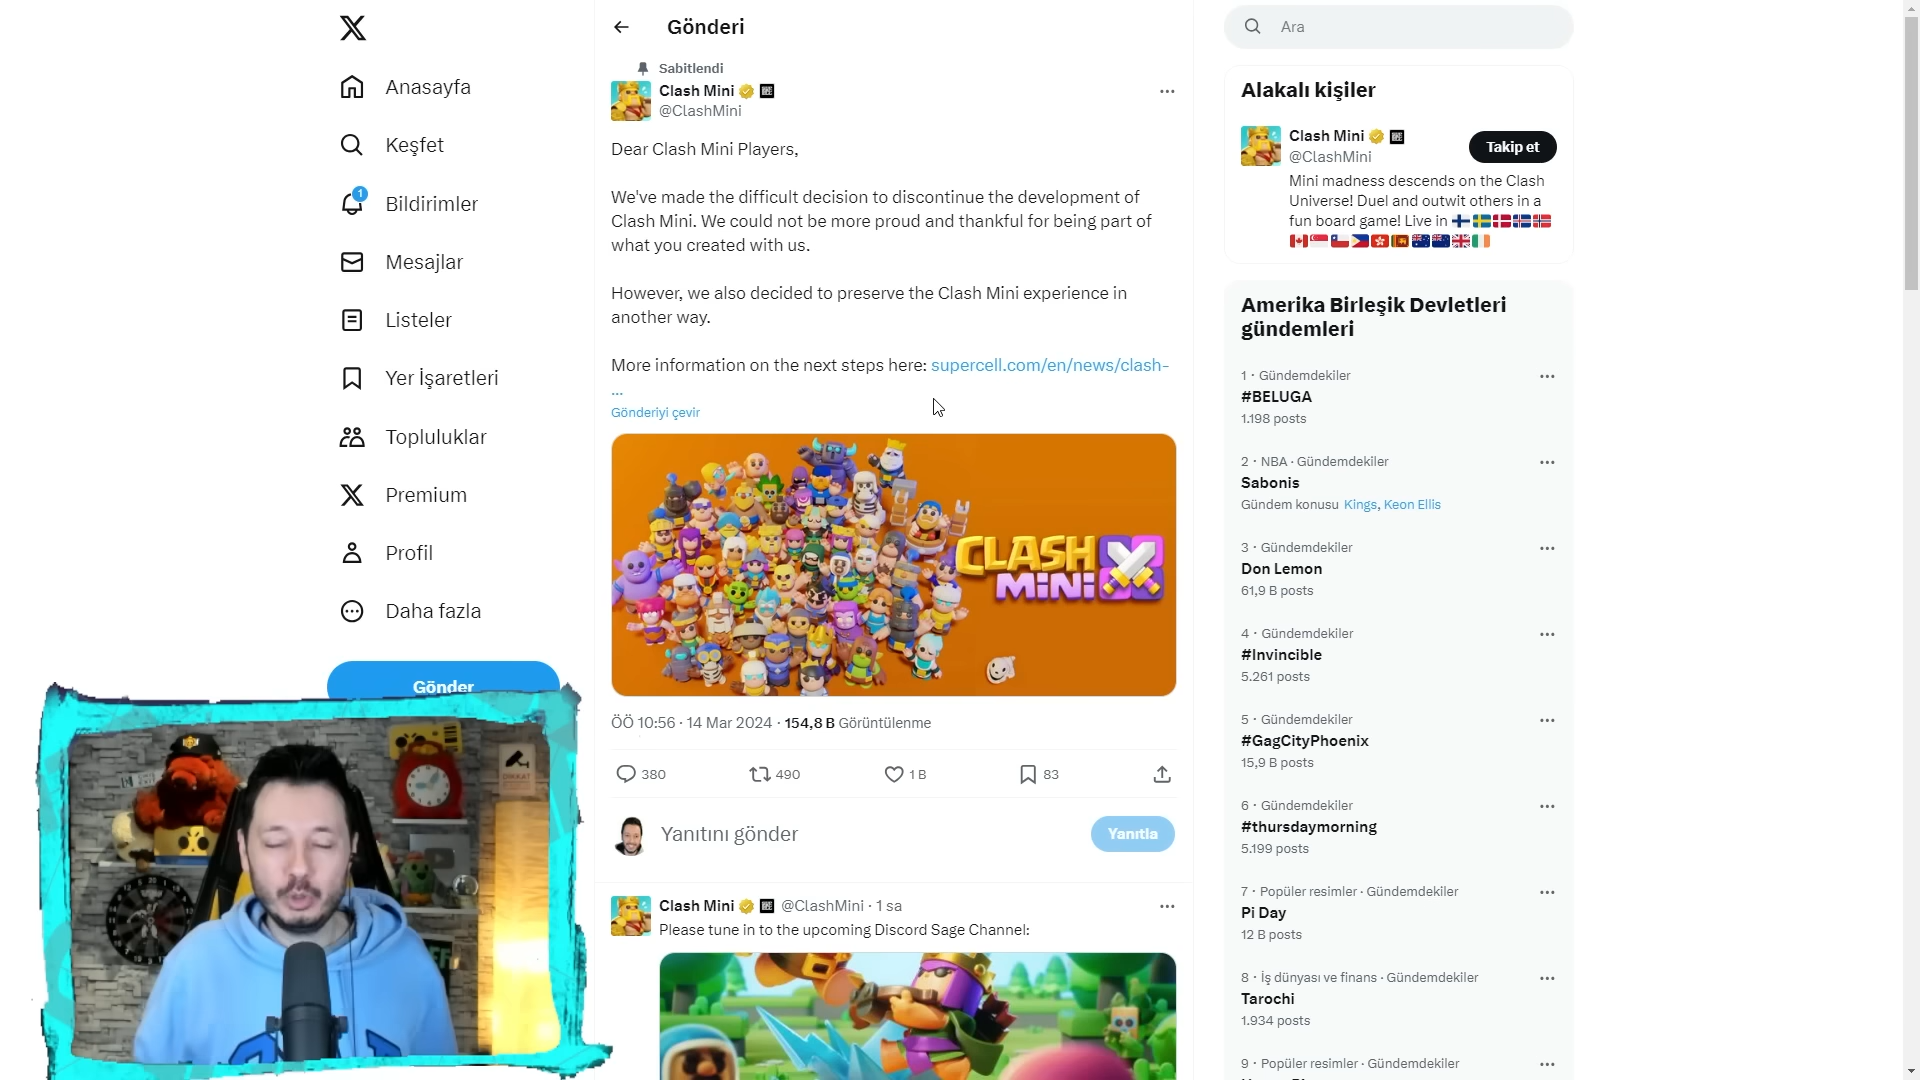 Anasayfa
Keşfet
1
Bildirimler
Mesajlar
Listeler
Yer İşaretleri
Topluluklar
Premium
Profil
Daha fazla
Gönder
DİKKAT
Gönderi
Sabitlendi
Clash Mini
@ClashMini
Dear Clash Mini Players,
We've made the difficult decision to discontinue the development of
Clash Mini. We could not be more proud and thankful for being part of
what you created with us.
However, we also decided to preserve the Clash Mini experience in
another way.
More information on the next steps here: supercell.com/en/news/clash-
...
Gönderiyi çevir
CLASH
MiNi
ÖÖ 10:56 · 14 Mar 2024 · 154,8 B Görüntülenme
380
490
1 B
83
Yanıtını gönder
Yanıtla
Clash Mini @ClashMini · 1 sa
Please tune in to the upcoming Discord Sage Channel:
Ara
Alakalı kişiler
Clash Mini
@ClashMini
Takip et
Mini madness descends on the Clash
Universe! Duel and outwit others in a
fun board game! Live in
Amerika Birleşik Devletleri
gündemleri
1 · Gündemdekiler
#BELUGA
1.198 posts
2 · NBA · Gündemdekiler
Sabonis
Gündem konusu Kings, Keon Ellis
3 · Gündemdekiler
Don Lemon
61,9 B posts
4 · Gündemdekiler
#Invincible
5.261 posts
5 · Gündemdekiler
#GagCityPhoenix
15,9 B posts
6 · Gündemdekiler
#thursdaymorning
5.199 posts
7 · Popüler resimler · Gündemdekiler
Pi Day
12 B posts
8 · İş dünyası ve finans · Gündemdekiler
Tarochi
1.934 posts
9 · Popüler resimler · Gündemdekiler